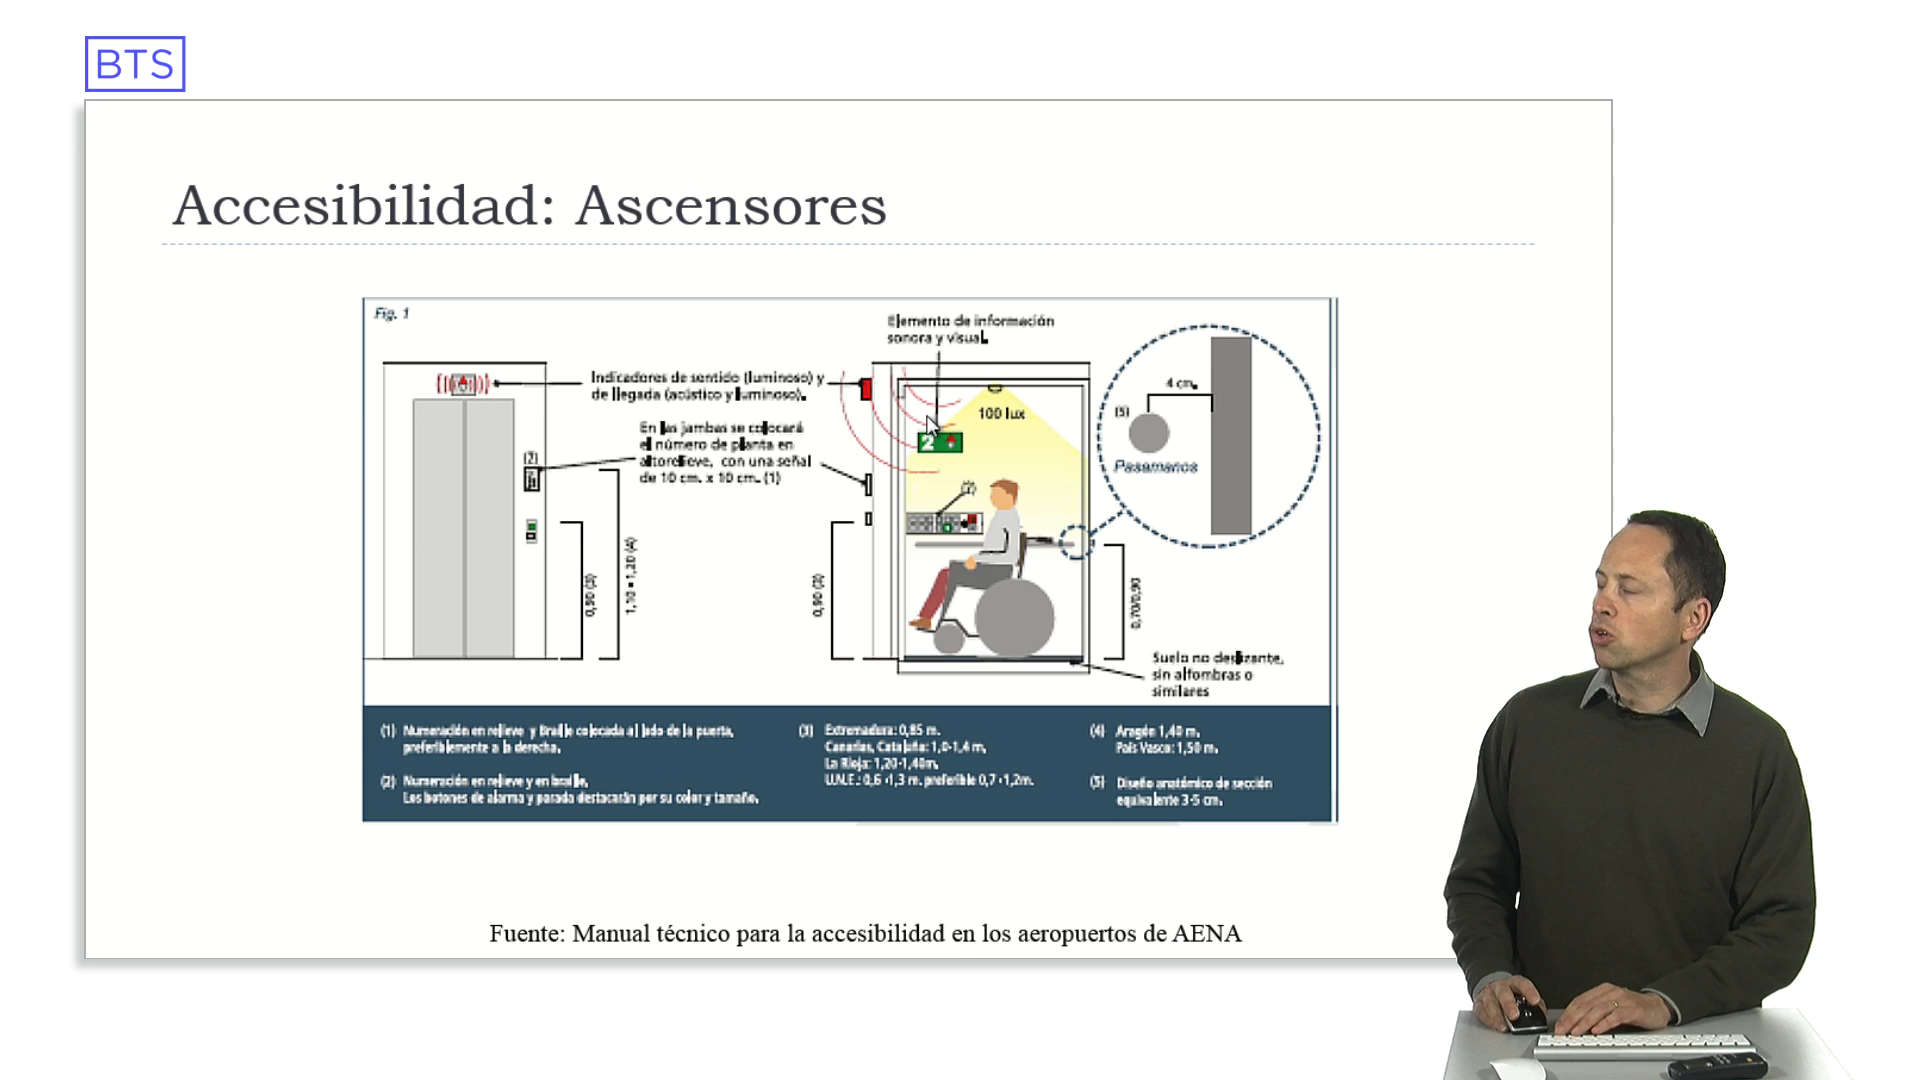 BTS
Accesibilidad: Ascensores
Fig. 1
Elemento de información
sonora y visual.
Indicadores de sentido (luminoso) y
de llegada (acústico y luminoso).
En las jambas se colocará
el número de planta en
altorelieve, con una señal
de 10 cm. x 10 cm. (1)
(2)
100 lux
2
(2)
4 cm.
(5)
Pasamanos
0,90 (3)
1,10 • 1,20 (4)
0,90 (3)
0,70/0,90
Suelo no deslizante,
sin alfombras o
similares
(1) Numeración en relieve y Braille colocada al lado de la puerta,
preferiblemente a la derecha.
(2) Numeración en relieve y en braille.
Los botones de alarma y parada destacarán por su color y tamaño.
(3) Extremadura: 0,85 m.
Canarias, Cataluña: 1,0-1,4 m.
La Rioja: 1,20-1,40m.
U.N.E.: 0,6 -1,3 m. preferible 0,7 -1,2m.
(4) Aragón 1,40 m.
País Vasco: 1,50 m.
(5) Diseño anatómico de sección
equivalente 3-5 cm.
Fuente: Manual técnico para la accesibilidad en los aeropuertos de AENA